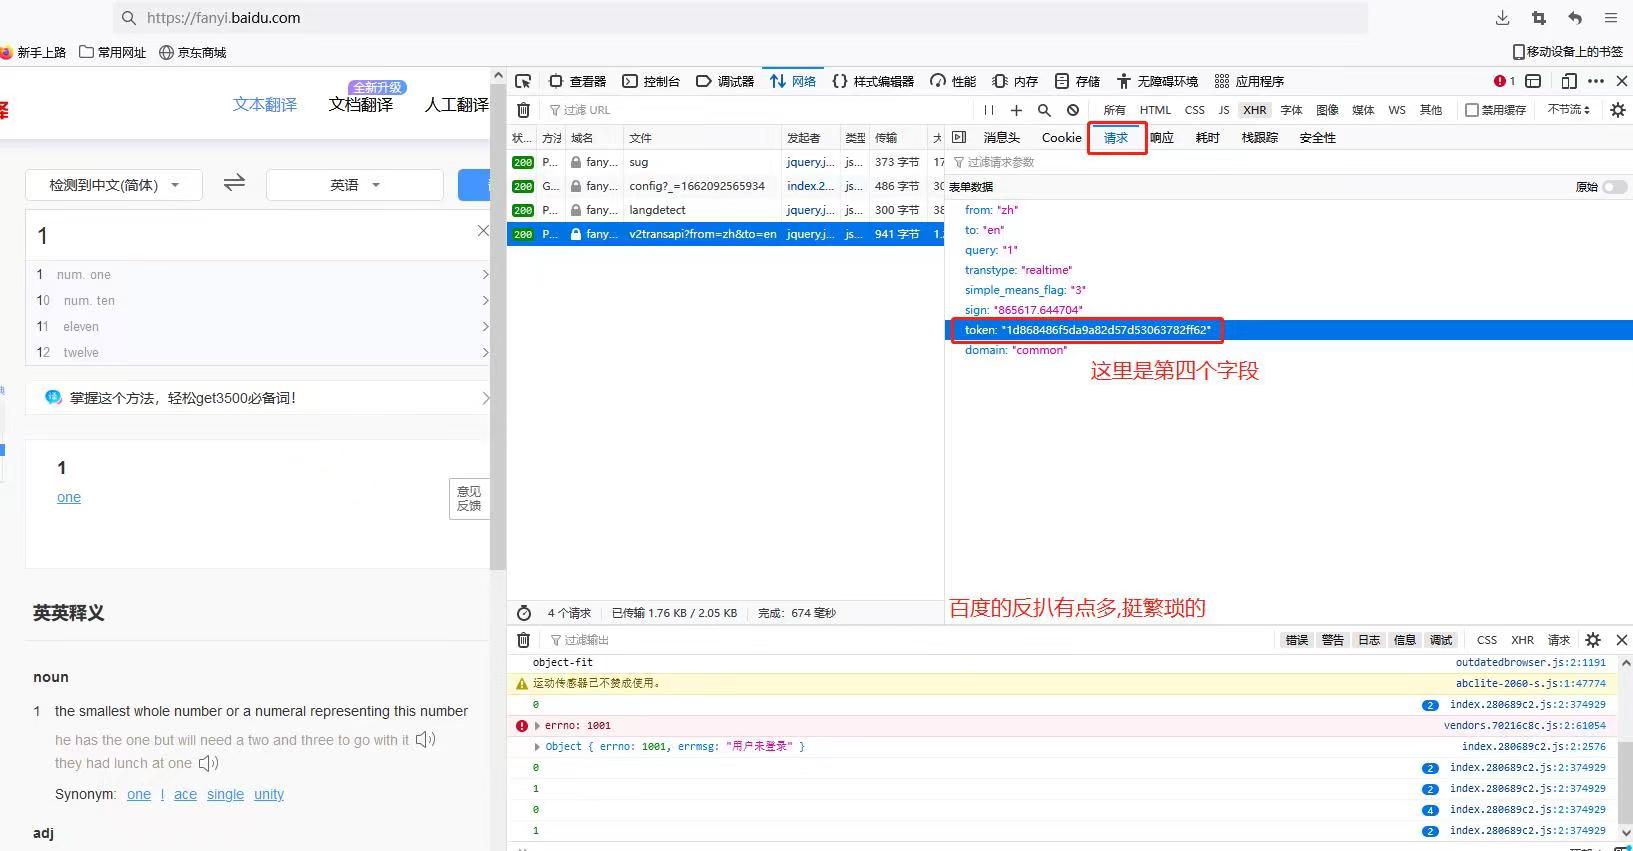 https://fanyi.baidu.com
新手上路 常用网址 京东商城 移动设备上的书签
全新升级
文本翻译 文档翻译 人工翻译
检测到中文(简体) 英语
1
1 num. one
10 num. ten
11 eleven
12 twelve
掌握这个方法，轻松get3500必备词！
1
one
意见
反馈
英英释义
noun
1 the smallest whole number or a numeral representing this number
he has the one but will need a two and three to go with it
they had lunch at one
Synonym: one I ace single unity
adj
查看器 控制台 调试器 网络 样式编辑器 性能 内存 存储 无障碍环境 应用程序 1
过滤 URL 所有 HTML CSS JS XHR 字体 图像 媒体 WS 其他 禁用缓存 不节流
状... 方法 域名 文件 发起者 类型 传输 大
200 P... fany... sug jquery.j... js... 373 字节 17
200 G... fany... config?_=1662092565934 index.2... js... 486 字节 30
200 P... fany... langdetect jquery.j... js... 300 字节 38
200 P... fany... v2transapi?from=zh&to=en jquery.j... js... 941 字节 1.
消息头 Cookie 请求 响应 耗时 栈跟踪 安全性
过滤请求参数
表单数据 原始
from: "zh"
to: "en"
query: "1"
transtype: "realtime"
simple_means_flag: "3"
sign: "865617.644704"
token: "1d868486f5da9a82d57d53063782ff62"
domain: "common"
这里是第四个字段
百度的反扒有点多,挺繁琐的
4 个请求 已传输 1.76 KB / 2.05 KB 完成：674 毫秒
过滤输出 错误 警告 日志 信息 调试 CSS XHR 请求
object-fit outdatedbrowser.js:2:1191
运动传感器已不赞成使用。 abclite-2060-s.js:1:47774
0 2 index.280689c2.js:2:374929
errno: 1001 vendors.70216c8c.js:2:61054
Object { errno: 1001, errmsg: "用户未登录" } index.280689c2.js:2:2576
0 2 index.280689c2.js:2:374929
1 2 index.280689c2.js:2:374929
0 4 index.280689c2.js:2:374929
1 2 index.280689c2.js:2:374929